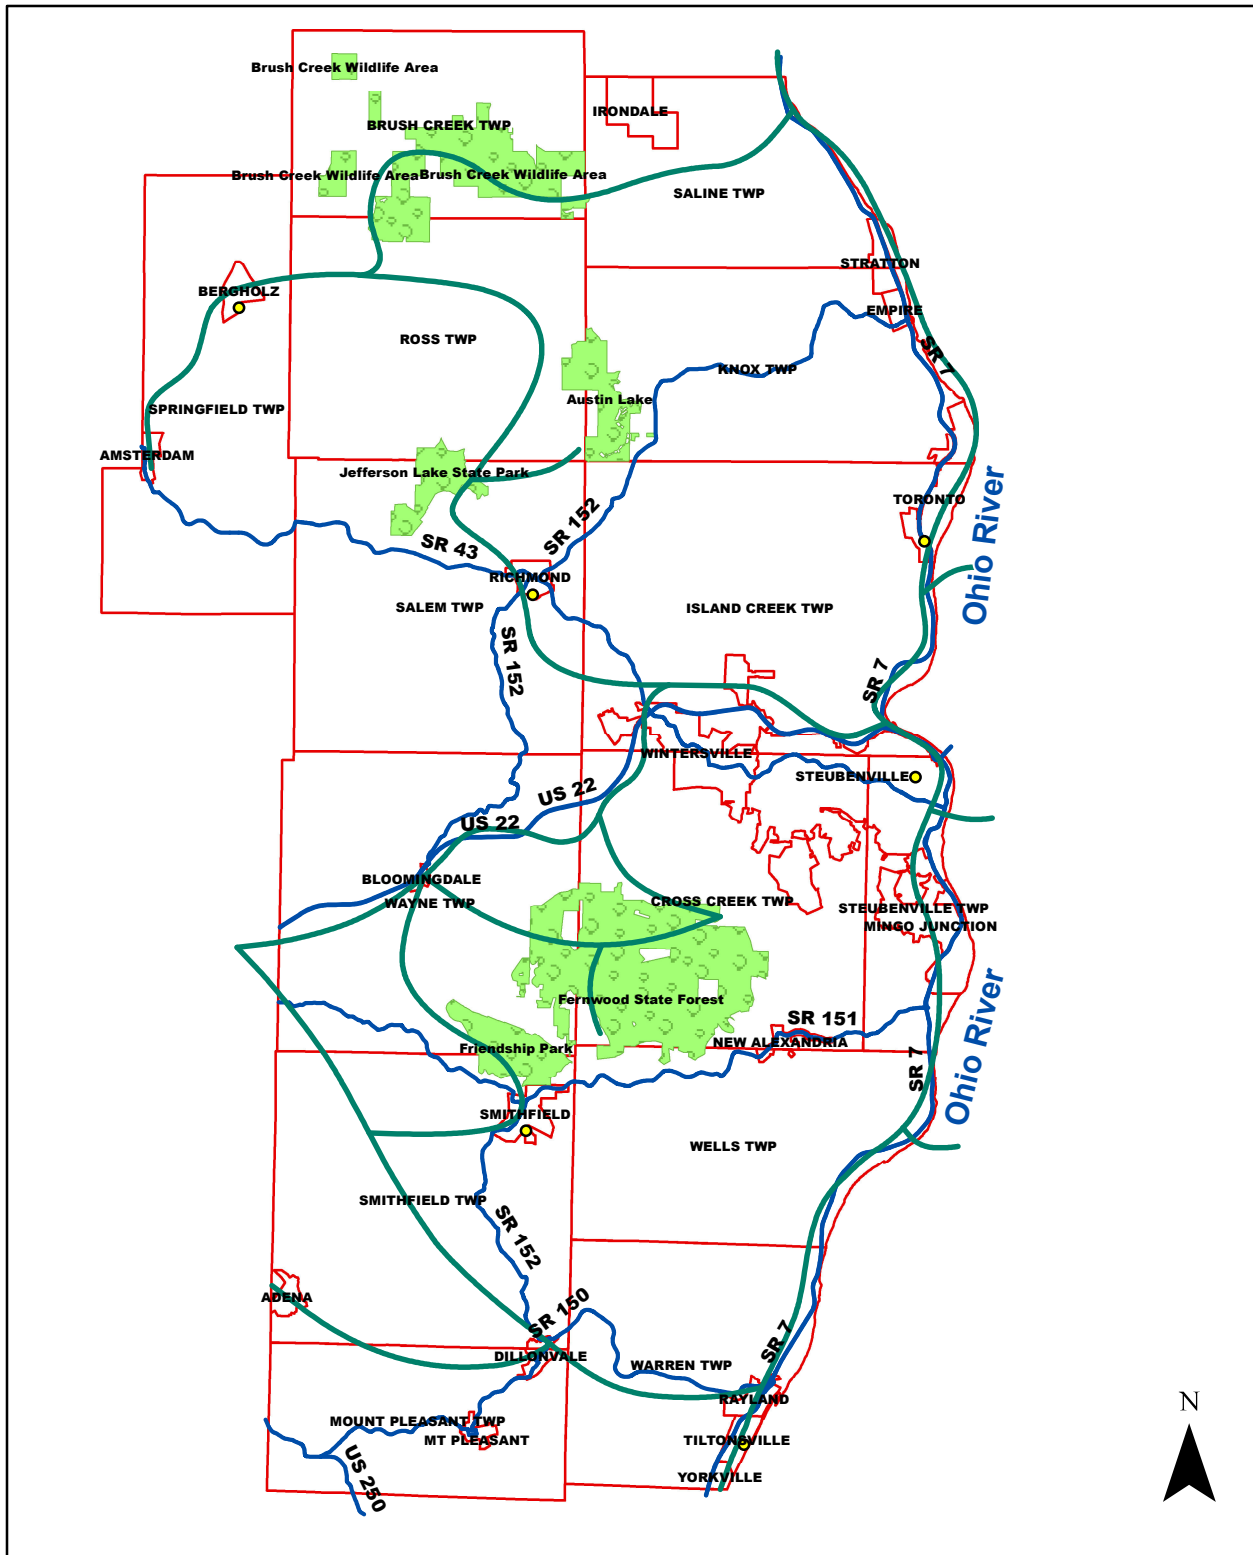 Brush Creek Wildlife Area
IRONDALE
BRUSH CREEK TWP
Brush Creek Wildlife Area
Brush Creek Wildlife Area
SALINE TWP
STRATTON
BERGHOLZ
EMPIRE
ROSS TWP
SR 7
KNOX TWP
Austin Lake
SPRINGFIELD TWP
AMSTERDAM
Jefferson Lake State Park
TORONTO
SR 152
Ohio River
SR 43
RICHMOND
SALEM TWP
ISLAND CREEK TWP
SR 152
SR 7
WINTERSVILLE
STEUBENVILLE
US 22
US 22
BLOOMINGDALE
WAYNE TWP
CROSS CREEK TWP
STEUBENVILLE TWP
MINGO JUNCTION
Fernwood State Forest
SR 151
Ohio River
NEW ALEXANDRIA
Friendship Park
SR 7
SMITHFIELD
WELLS TWP
SMITHFIELD TWP
SR 152
ADENA
SR 150
SR 7
DILLONVALE
WARREN TWP
RAYLAND
N
MOUNT PLEASANT TWP
MT PLEASANT
TILTONSVILLE
US 250
YORKVILLE